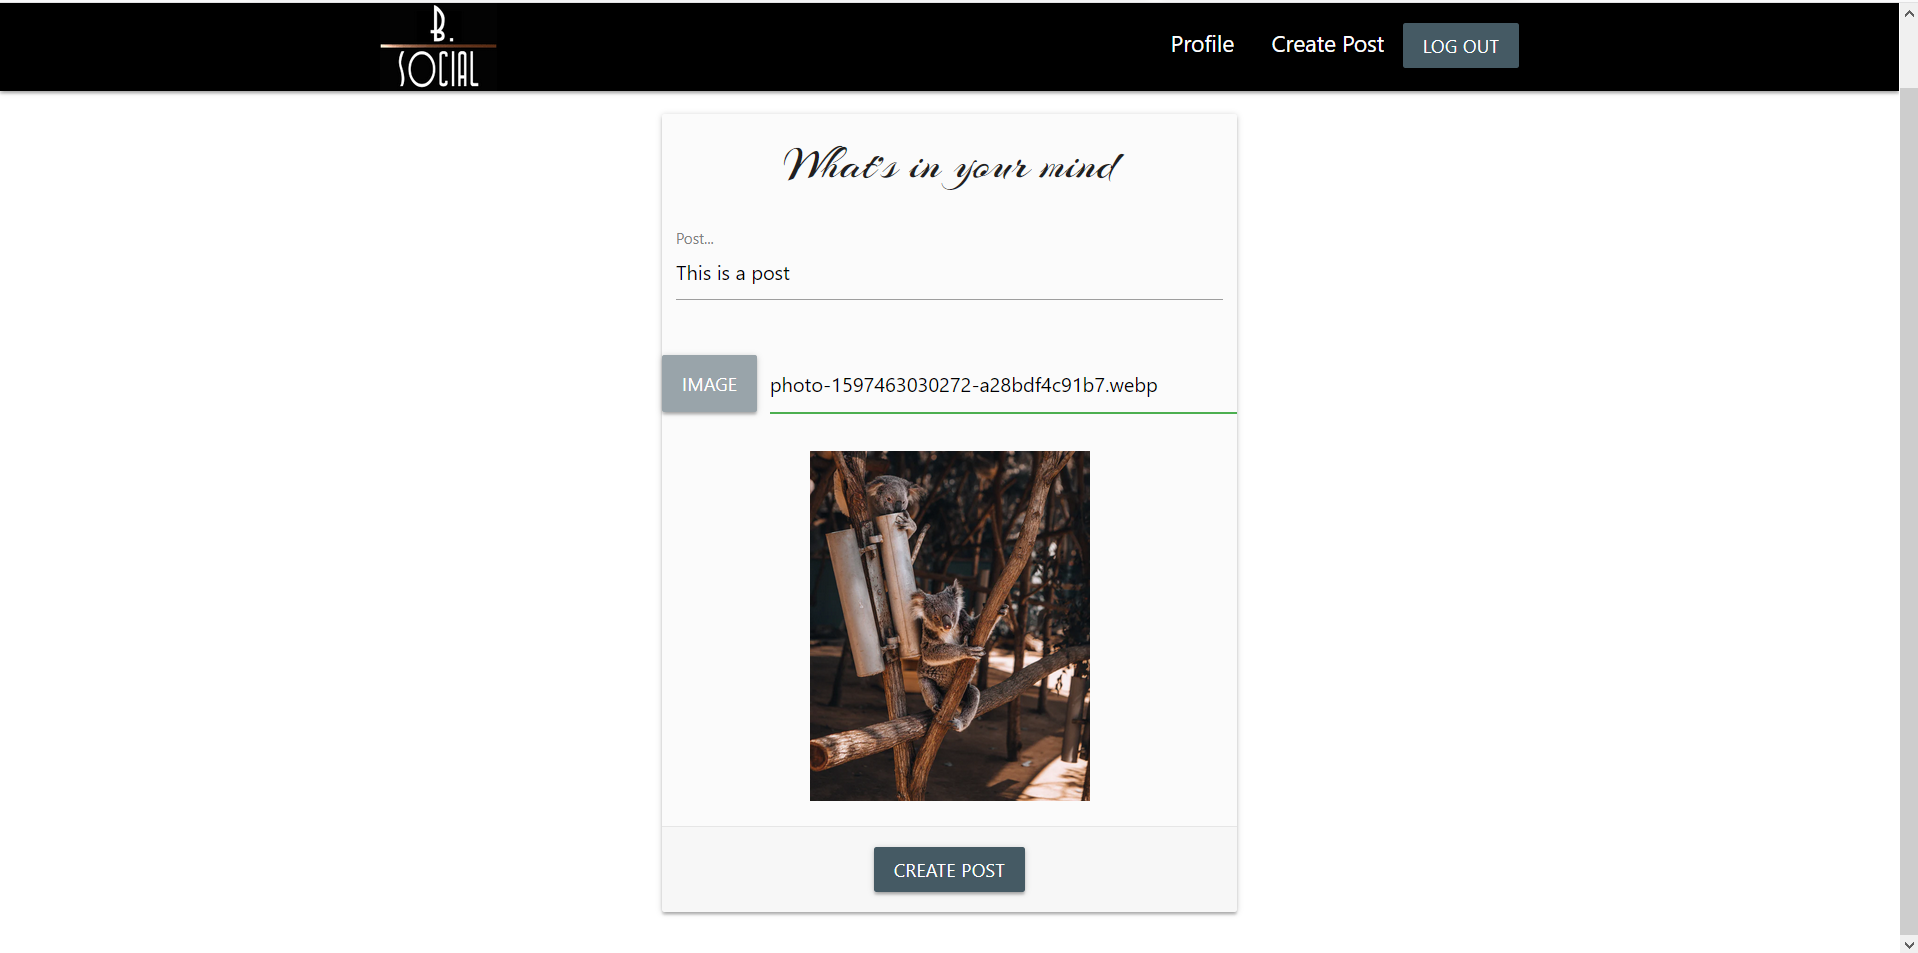 B.
SOCIAL
Profile
Create Post
LOG OUT
What's in your mind
Post...
This is a post
IMAGE
photo-1597463030272-a28bdf4c91b7.webp
CREATE POST